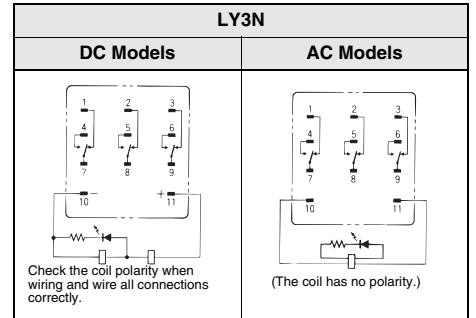 LY3N
DC Models
AC Models
1 2 3
4 5 6
7 8 9
10 − + 11
Check the coil polarity when
wiring and wire all connections
correctly.
1 2 3
4 5 6
7 8 9
10 11
(The coil has no polarity.)